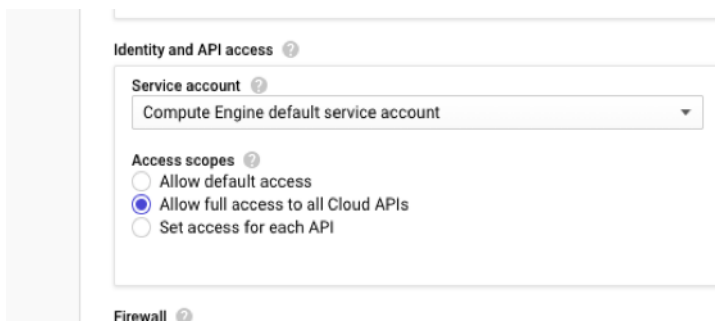 Identity and API access
Service account
Compute Engine default service account
Access scopes
Allow default access
Allow full access to all Cloud APIs
Set access for each API
Firewall